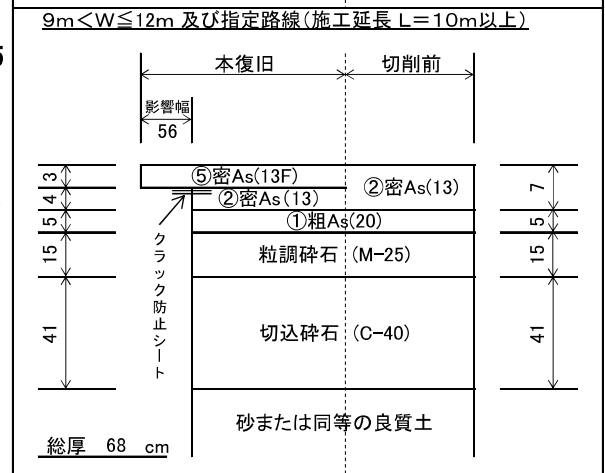 9m<W≦12m 及び指定路線(施工延長 L=10m以上)
本復旧
切削前
影響幅
56
3
4
5
15
41
⑤密As(13F)
②密As(13)
②密As(13)
①粗As(20)
粒調砕石 (M-25)
切込砕石 (C-40)
砂または同等の良質土
クラック防止シート
7
5
15
41
総厚 68 cm